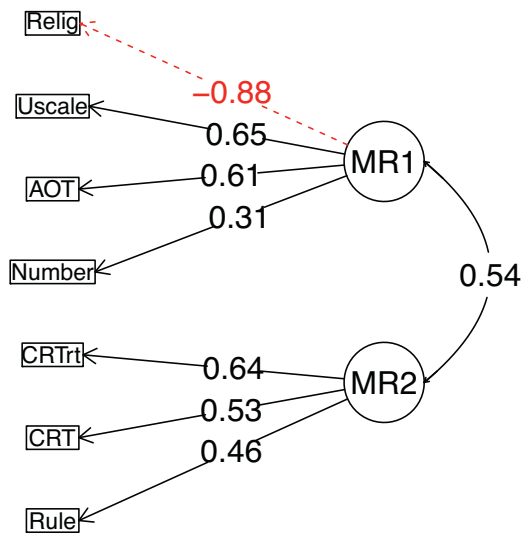 Relig
−0.88
Uscale
0.65
MR1
AOT
0.61
0.31
Number
0.54
CRTrt
0.64
MR2
CRT
0.53
0.46
Rule